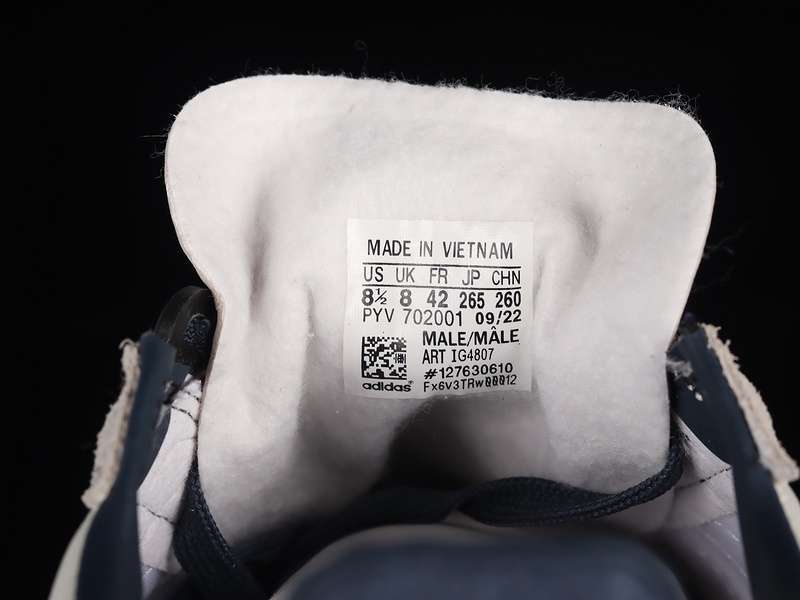 MADE IN VIETNAM
US UK FR JP CHN
8½ 8 42 265 260
PYV 702001 09/22
MALE/MÂLE
ART IG4807
#127630610
adidas® Fx6V3TRw00012